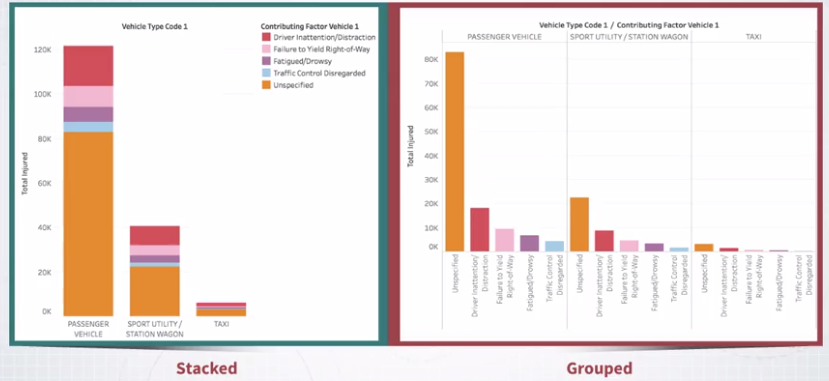 Vehicle Type Code 1
Contributing Factor Vehicle 1
Driver Inattention/Distraction
Failure to Yield Right-of-Way
Fatigued/Drowsy
Traffic Control Disregarded
Unspecified
Total Injured
120K
100K
80K
60K
40K
20K
0K
PASSENGER
VEHICLE
SPORT UTILITY /
STATION WAGON
TAXI
Stacked
Vehicle Type Code 1 / Contributing Factor Vehicle 1
PASSENGER VEHICLE
SPORT UTILITY / STATION WAGON
TAXI
Total Injured
80K
70K
60K
50K
40K
30K
20K
10K
0K
Unspecified
Driver Inattention/
Distraction
Failure to Yield
Right-of-Way
Fatigued/Drowsy
Traffic Control
Disregarded
Unspecified
Driver Inattention/
Distraction
Failure to Yield
Right-of-Way
Fatigued/Drowsy
Traffic Control
Disregarded
Unspecified
Driver Inattention/
Distraction
Failure to Yield
Right-of-Way
Fatigued/Drowsy
Traffic Control
Disregarded
Grouped